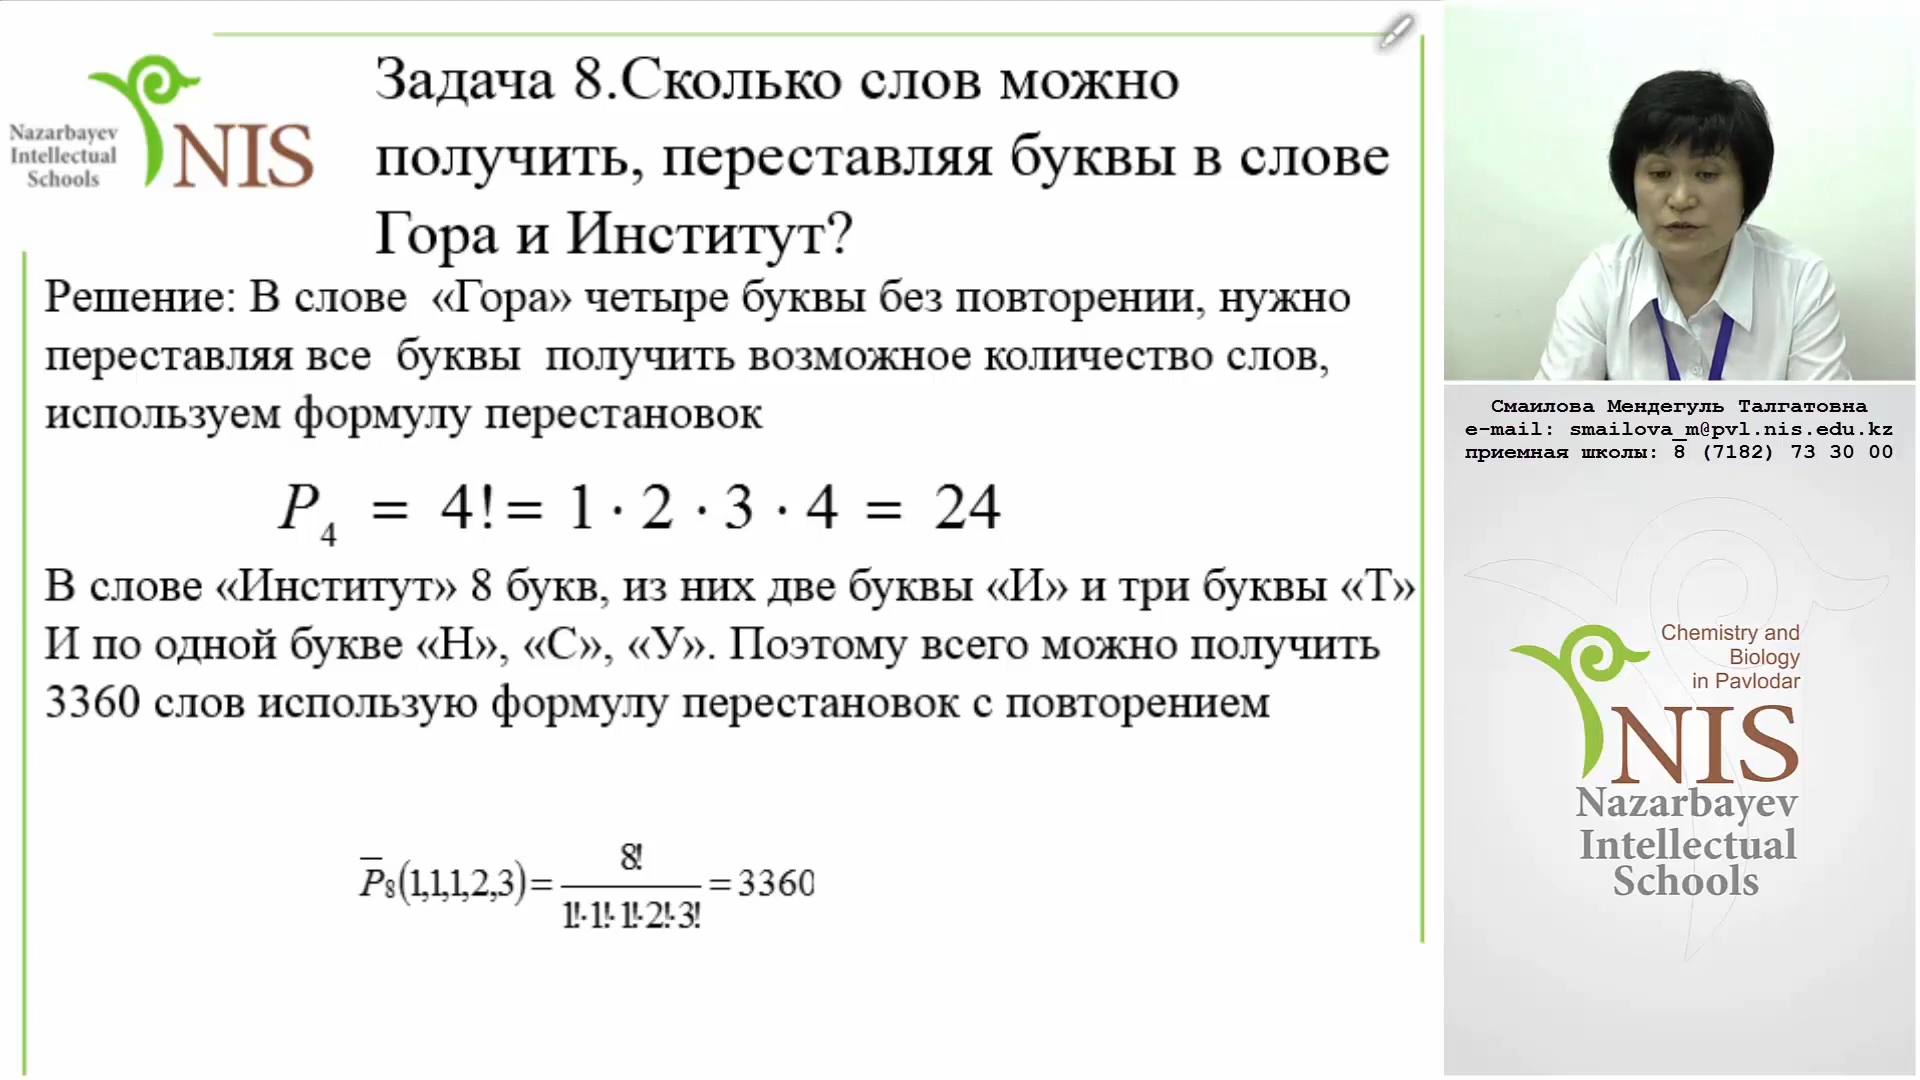 Nazarbayev
Intellectual
Schools
NIS
Задача 8.Сколько слов можно
получить, переставляя буквы в слове
Гора и Институт?
Решение: В слове «Гора» четыре буквы без повторении, нужно
переставляя все буквы получить возможное количество слов,
используем формулу перестановок
P₄ = 4! = 1 · 2 · 3 · 4 = 24
В слове «Институт» 8 букв, из них две буквы «И» и три буквы «Т»
И по одной букве «Н», «С», «У». Поэтому всего можно получить
3360 слов использую формулу перестановок с повторением
P̅₈(1,1,1,2,3) = 8! / 1!·1!·1!·2!·3! = 3360
Смаилова Мендегуль Талгатовна
e-mail: smailova_m@pvl.nis.edu.kz
приемная школы: 8 (7182) 73 30 00
Chemistry and
Biology
in Pavlodar
NIS
Nazarbayev
Intellectual
Schools